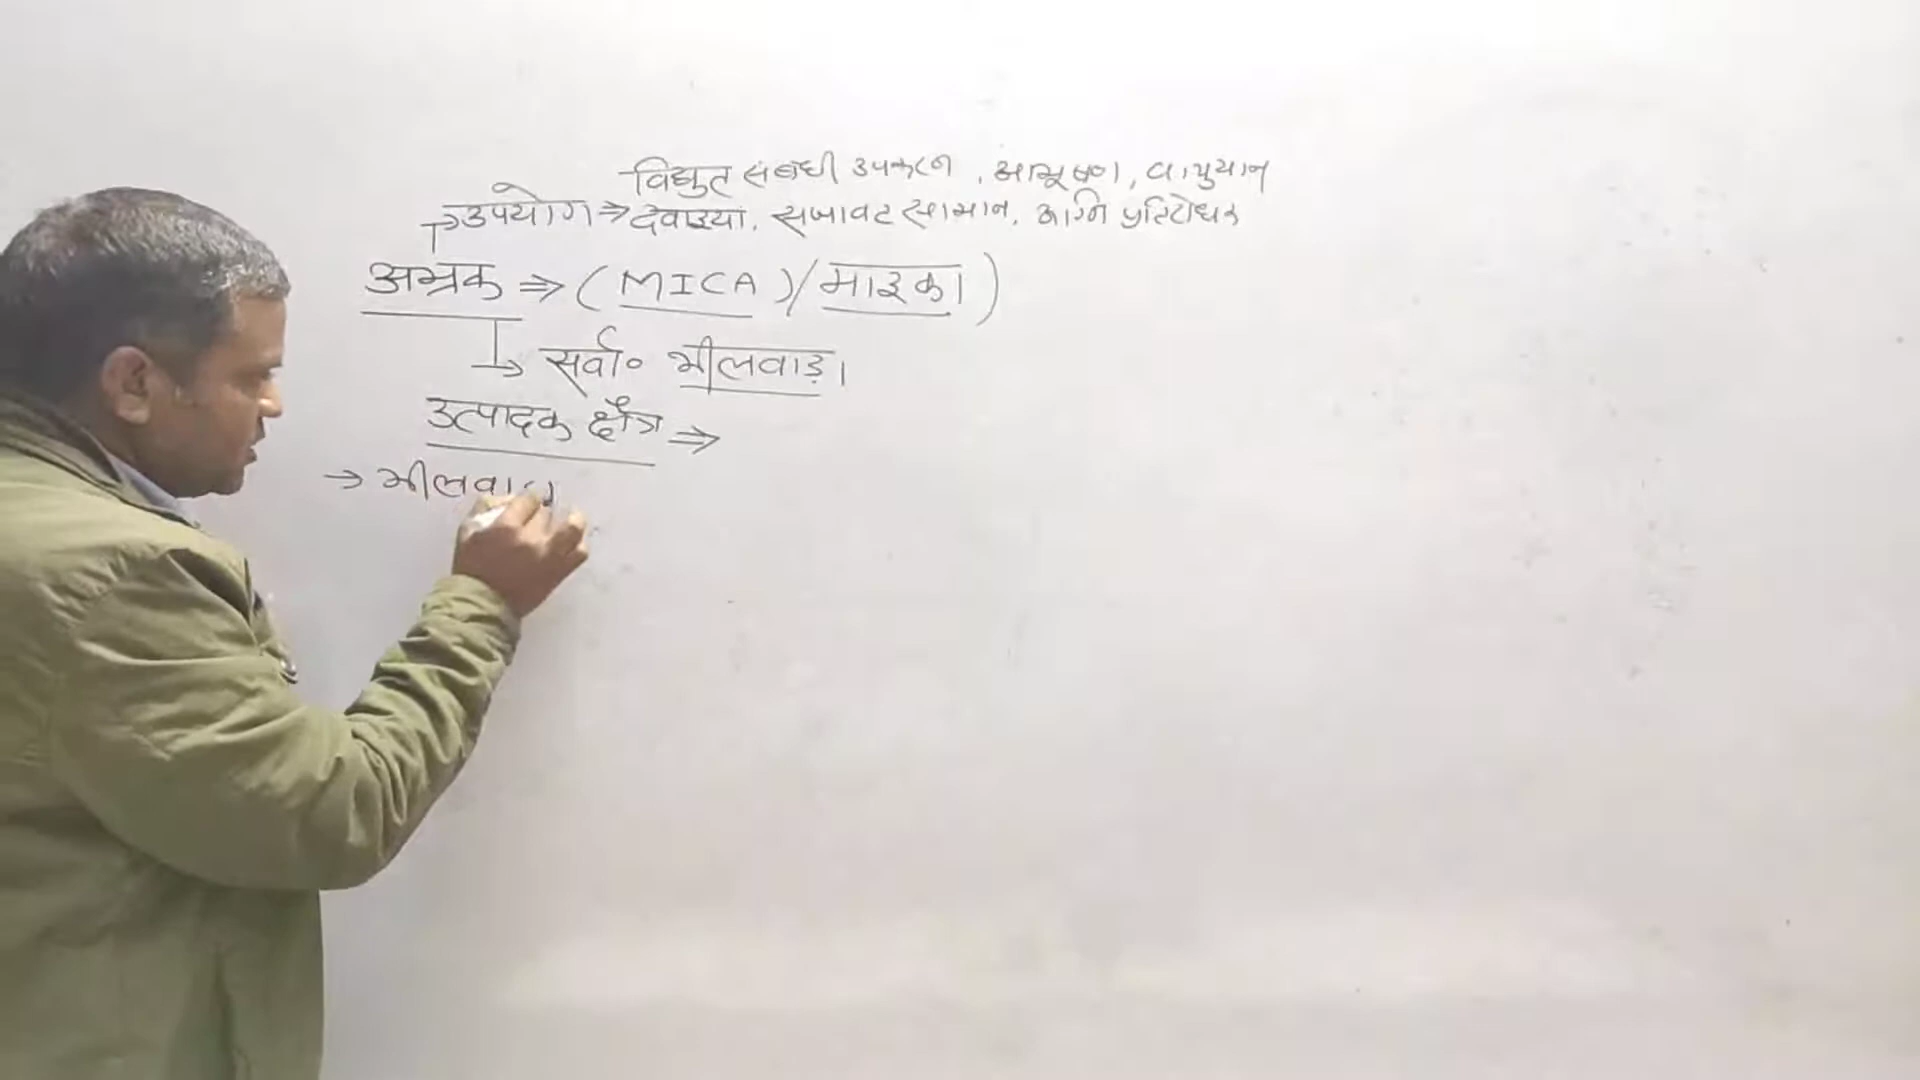 विद्युत संबंधी उपकरण, आभूषण, वायुयान
→उपयोग⇒दवाइया, सजावट सामान, अग्नि प्रतिरोधक
अभ्रक ⇒ (MICA)/माइका)
→ सर्वा॰ भीलवाड़ा
उत्पादक क्षैत्र ⇒
→ भीलवाड़ा